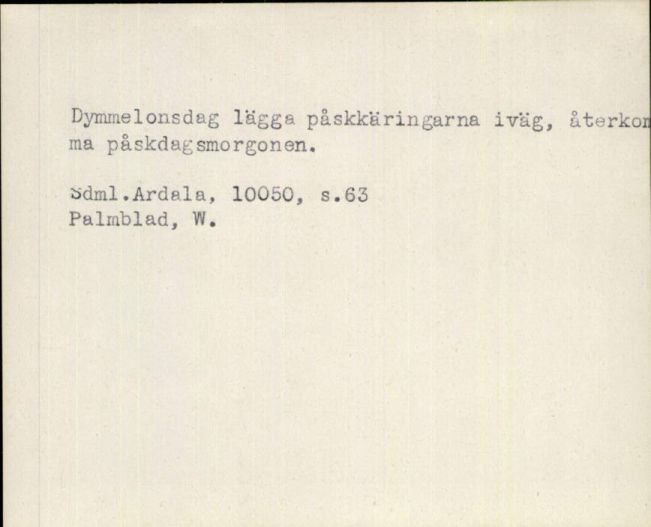 Dymmelonsdag lägga påskkäringarna iväg, återkom
ma påskdagsmorgonen.
Sdml.Ardala, 10050, s.63
Palmblad, W.